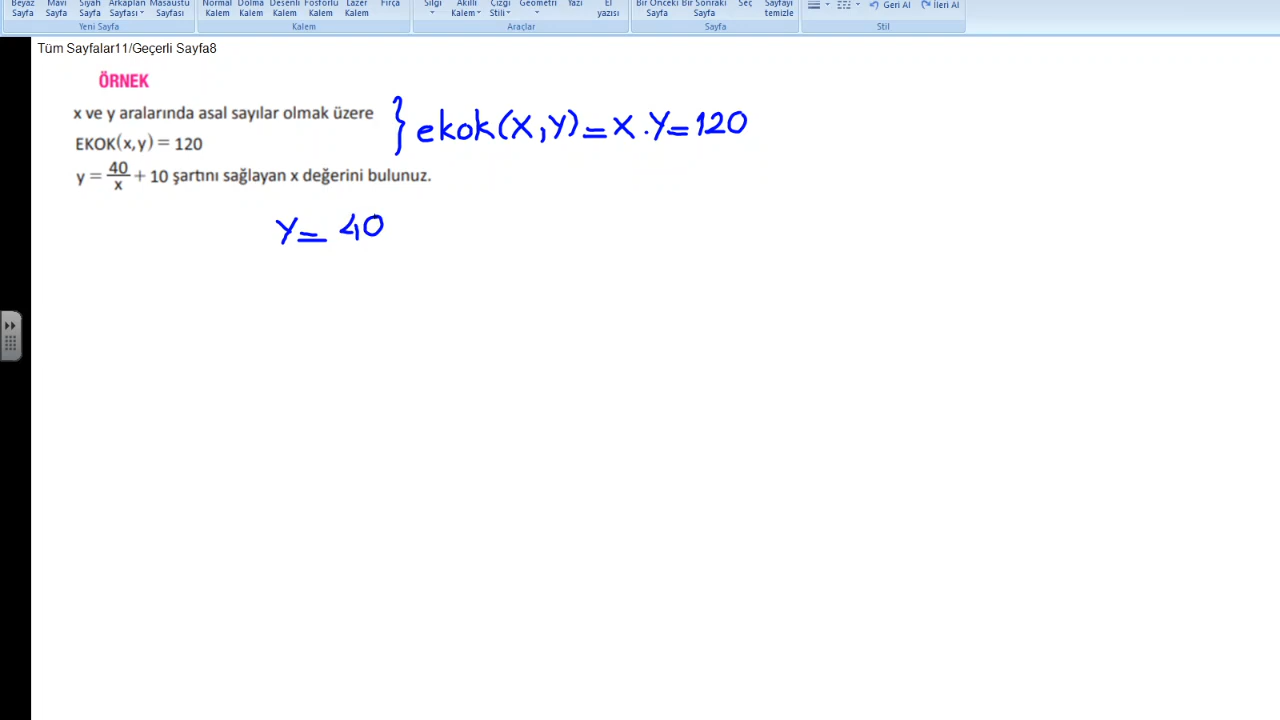 Beyaz Sayfa Mavi Sayfa Siyah Sayfa Arkaplan Sayfası Masaüstü Sayfası
Normal Kalem Dolma Kalem Desenli Kalem Fosforlu Kalem Lazer Kalem Fırça
Silgi Akıllı Kalem Çizgi Stili Geometri Yazı El yazısı
Bir Önceki Sayfa Bir Sonraki Sayfa Seç Sayfayı temizle
Geri Al İleri Al
Yeni Sayfa Kalem Araçlar Sayfa Stil
Tüm Sayfalar11/Geçerli Sayfa8
ÖRNEK
x ve y aralarında asal sayılar olmak üzere
EKOK(x,y) = 120
} ekok(x,y)=x.y=120
y = 40/x + 10 şartını sağlayan x değerini bulunuz.
y= 40